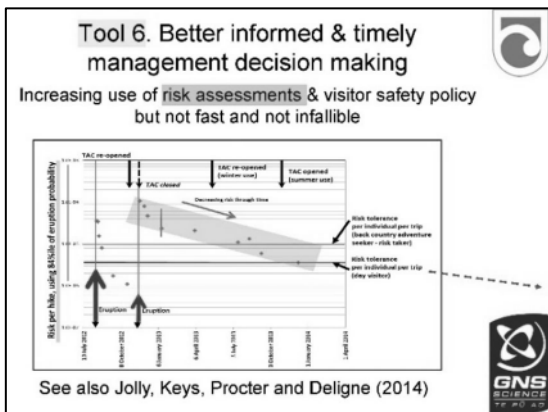 Tool 6. Better informed & timely
management decision making
Increasing use of risk assessments & visitor safety policy
but not fast and not infallible
TAC re-opened
TAC closed
TAC re-opened
(winter use)
TAC opened
(summer use)
Decreasing risk through time
Risk tolerance
per individual per trip
(back country adventure
seeker - risk taker)
Risk tolerance
per individual per trip
(day visitor)
Risk per hike, using 84%ile of eruption probability
Eruption
Eruption
See also Jolly, Keys, Procter and Deligne (2014)
GNS
SCIENCE
TE PŪ AO